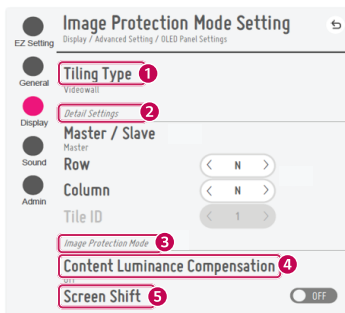 Image Protection Mode Setting
Display / Advanced Setting / OLED Panel Settings
EZ Setting
General
Display
Sound
Admin
Tiling Type 1
Videowall
Detail Settings 2
Master / Slave
Master
Row < N >
Column < N >
Tile ID < 1 >
Image Protection Mode 3
Content Luminance Compensation 4
Off
Screen Shift 5
OFF